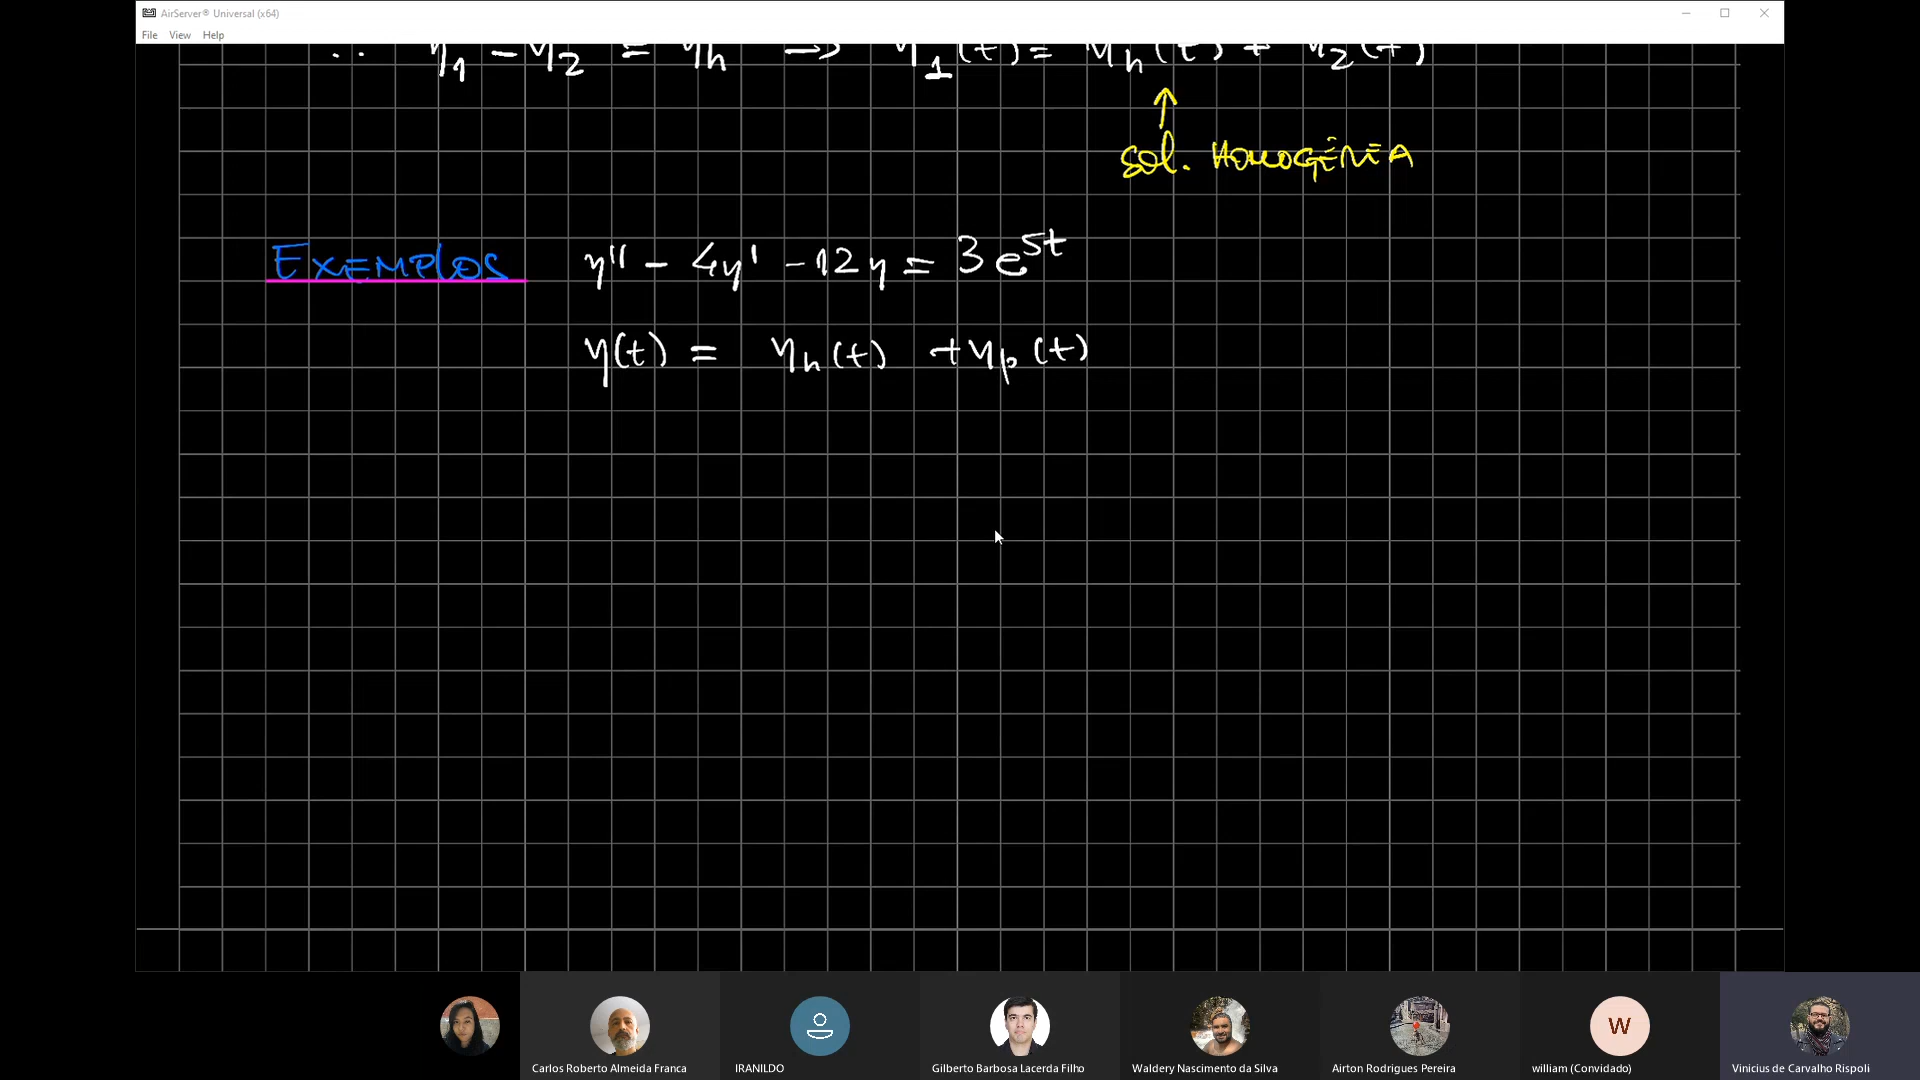 AirServer® Universal (x64)
File View Help
∴ y₁ - y₂ = yₕ → y₁(t) = yₕ(t) + y₂(t)
↑
sol. HOMOGÊNEA
EXEMPLOS y'' - 4y' - 12y = 3e^5t
y(t) = yₕ(t) + yₚ(t)
Carlos Roberto Almeida Franca
IRANILDO
Gilberto Barbosa Lacerda Filho
Waldery Nascimento da Silva
Airton Rodrigues Pereira
W
william (Convidado)
Vinicius de Carvalho Rispoli